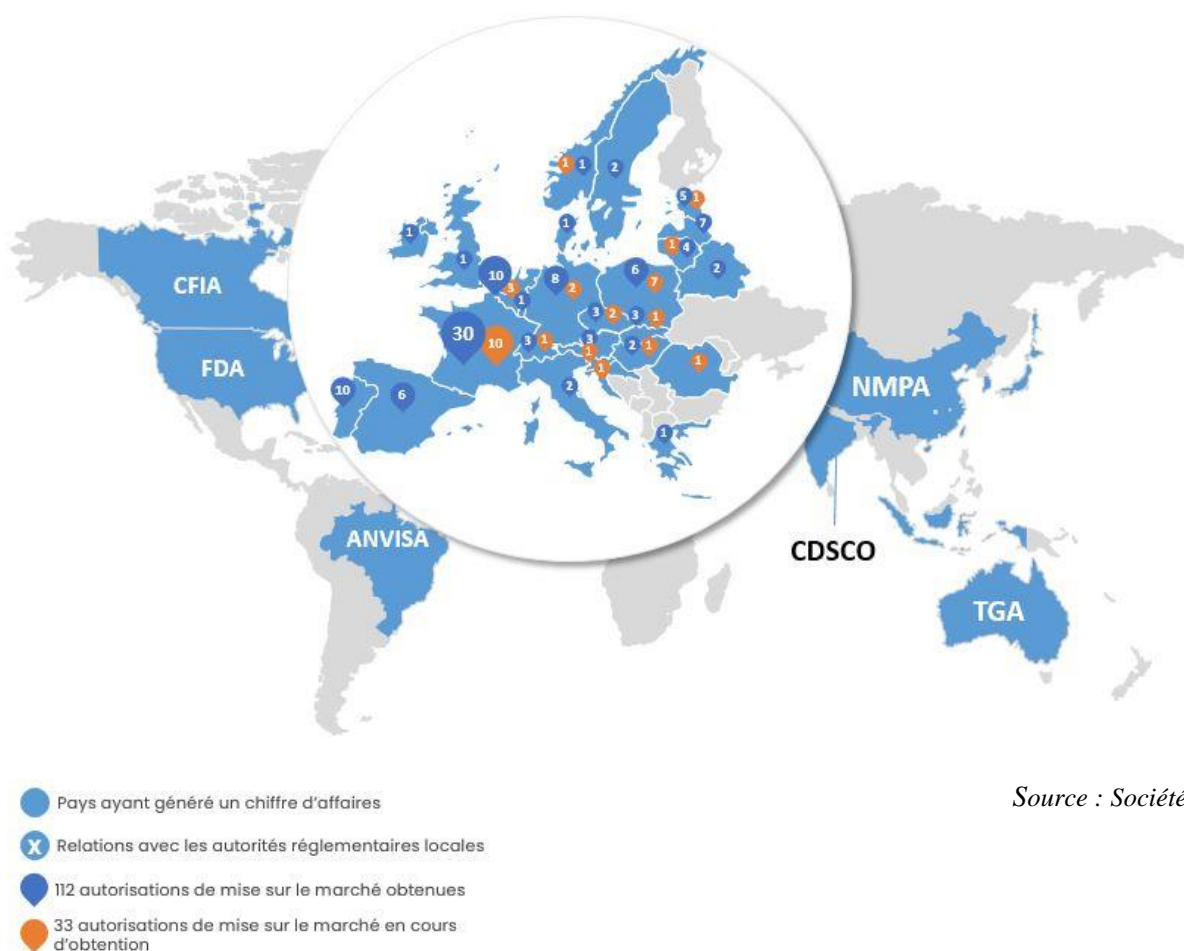 1 1 2
5 1
1 1 7
1 4
1 10 8 6 2
3 2 7
1 3 2 3 1
30 10 3 1 3 2 1
1 1
1
10 6 2
1
CFIA
FDA
ANVISA
NMPA
CDSCO
TGA
Pays ayant généré un chiffre d'affaires
X Relations avec les autorités réglementaires locales
112 autorisations de mise sur le marché obtenues
33 autorisations de mise sur le marché en cours
d'obtention
Source : Société